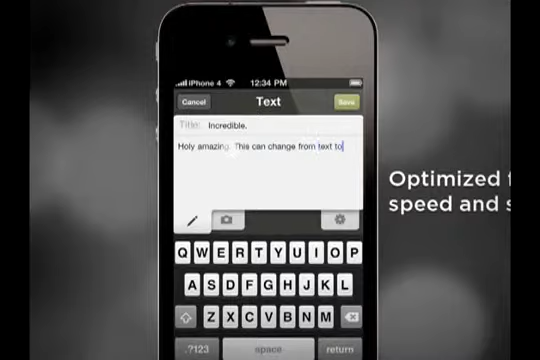 iPhone 4 12:34 PM
Cancel Text Save
Title: Incredible.
Holy amazing. This can change from text to
Optimized
speed and
Q W E R T Y U I O P
A S D F G H J K L
Z X C V B N M
.?123 space return